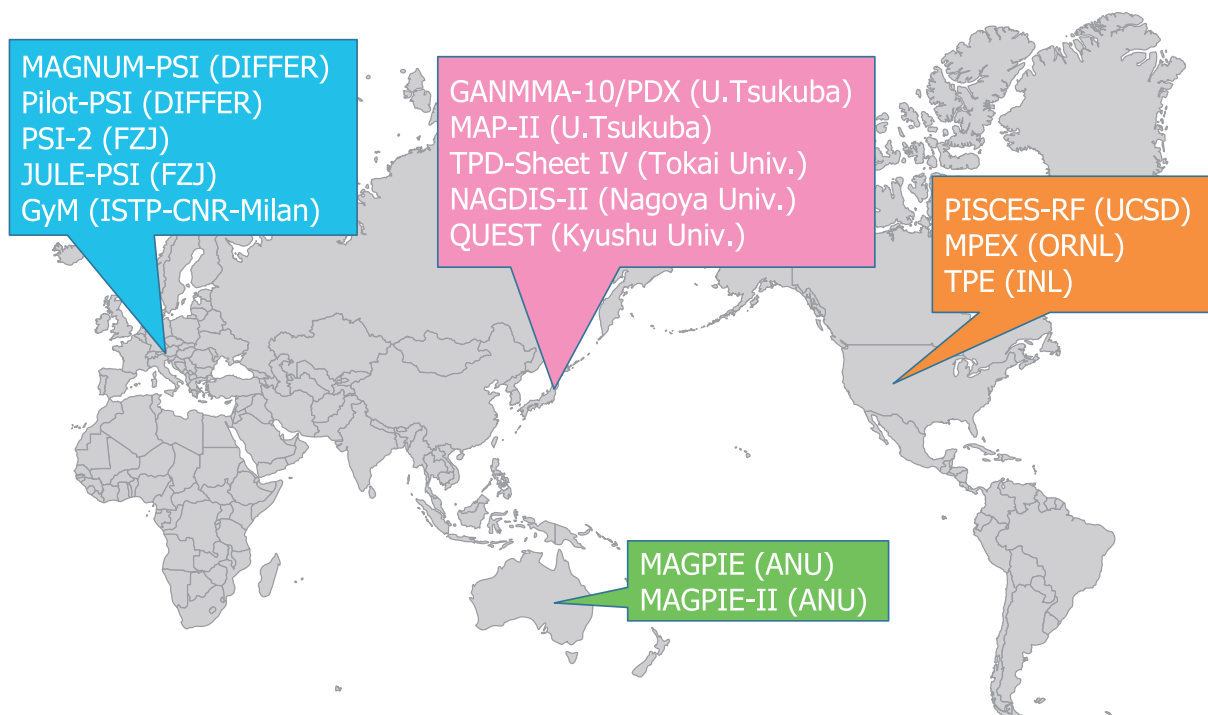 MAGNUM-PSI (DIFFER)
Pilot-PSI (DIFFER)
PSI-2 (FZJ)
JULE-PSI (FZJ)
GyM (ISTP-CNR-Milan)
GANMMA-10/PDX (U.Tsukuba)
MAP-II (U.Tsukuba)
TPD-Sheet IV (Tokai Univ.)
NAGDIS-II (Nagoya Univ.)
QUEST (Kyushu Univ.)
PISCES-RF (UCSD)
MPEX (ORNL)
TPE (INL)
MAGPIE (ANU)
MAGPIE-II (ANU)